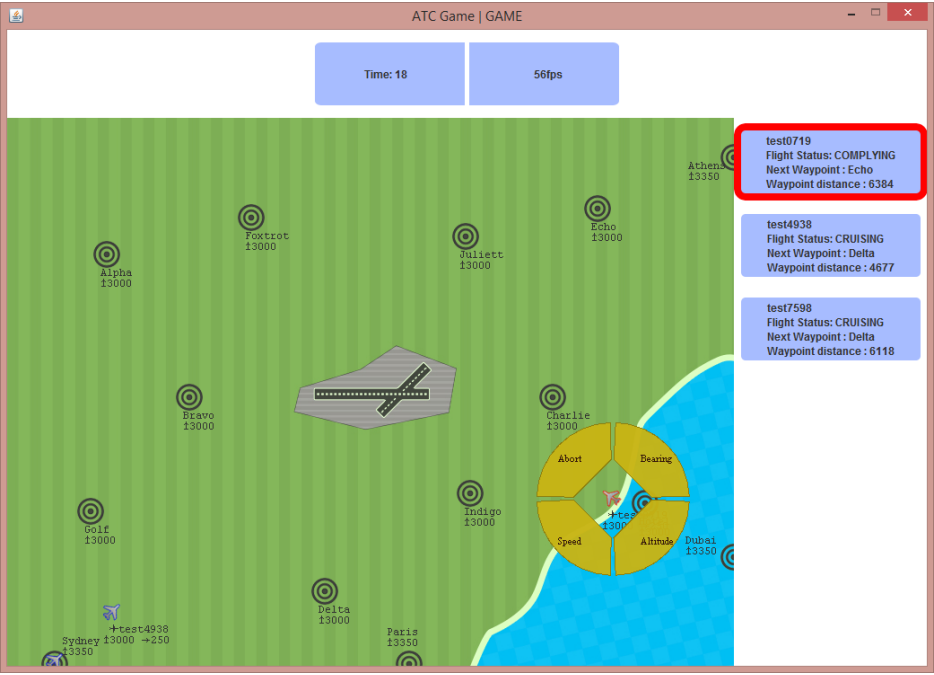 ATC Game | GAME
Time: 18
56fps
test0719
Flight Status: COMPLYING
Next Waypoint : Echo
Waypoint distance : 6384
test4938
Flight Status: CRUISING
Next Waypoint : Delta
Waypoint distance : 4677
test7598
Flight Status: CRUISING
Next Waypoint : Delta
Waypoint distance : 6118
Athens
‡3350
Echo
‡3000
Foxtrot
‡3000
Juliett
‡3000
Alpha
‡3000
Bravo
‡3000
Charlie
‡3000
Abort
Bearing
Speed
Altitude
Indigo
‡3000
Golf
‡3000
Dubai
‡3350
Delta
‡3000
test4938
‡3000 →250
Sydney
‡3350
Paris
‡3350